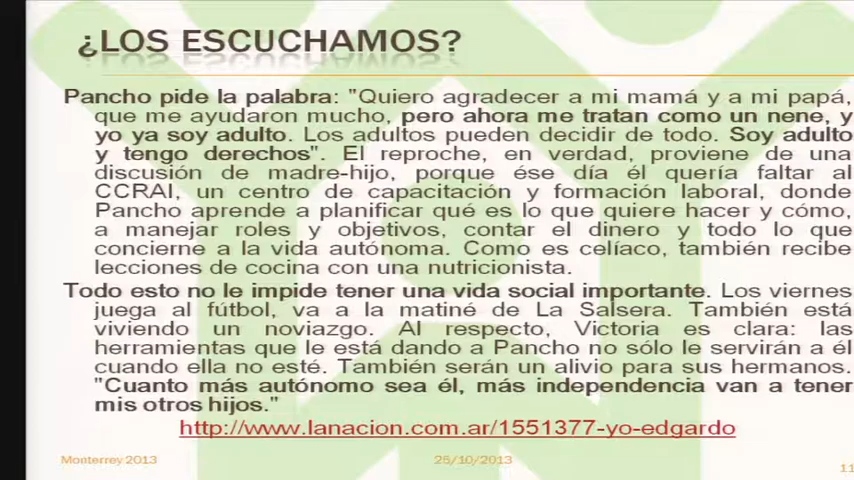 ¿LOS ESCUCHAMOS?
Pancho pide la palabra: "Quiero agradecer a mi mamá y a mi papá,
que me ayudaron mucho, pero ahora me tratan como un nene, y
yo ya soy adulto. Los adultos pueden decidir de todo. Soy adulto
y tengo derechos". El reproche, en verdad, proviene de una
discusión de madre-hijo, porque ése día él quería faltar al
CCRAI, un centro de capacitación y formación laboral, donde
Pancho aprende a planificar qué es lo que quiere hacer y cómo,
a manejar roles y objetivos, contar el dinero y todo lo que
concierne a la vida autónoma. Como es celíaco, también recibe
lecciones de cocina con una nutricionista.
Todo esto no le impide tener una vida social importante. Los viernes
juega al fútbol, va a la matiné de La Salsera. También está
viviendo un noviazgo. Al respecto, Victoria es clara: las
herramientas que le está dando a Pancho no sólo le servirán a él
cuando ella no esté. También serán un alivio para sus hermanos.
"Cuanto más autónomo sea él, más independencia van a tener
mis otros hijos."
http://www.lanacion.com.ar/1551377-yo-edgardo
Monterrey 2013 25/10/2013 11